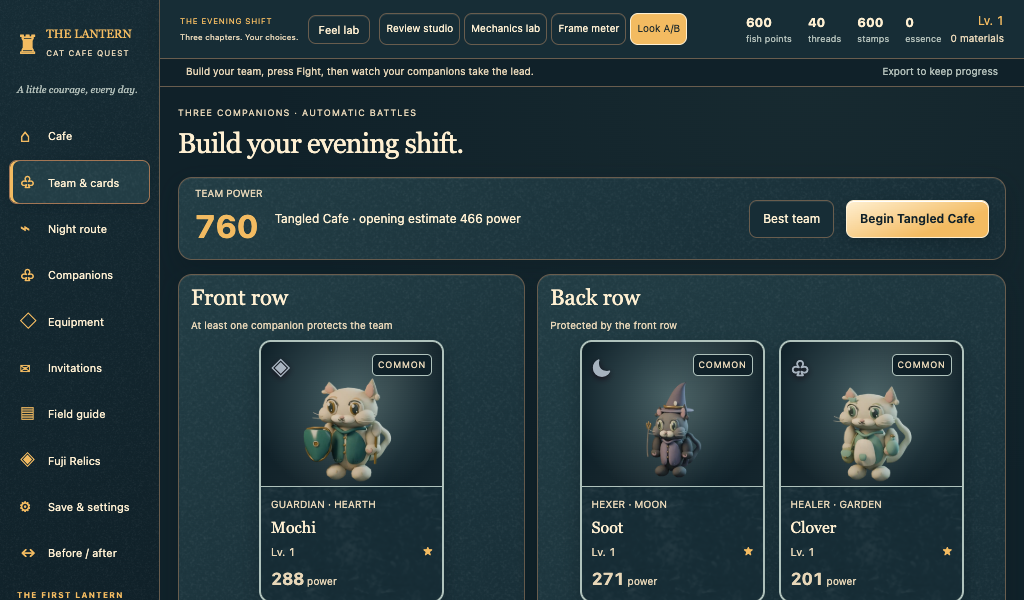 THE LANTERN
CAT CAFE QUEST
A little courage, every day.
Cafe
Team & cards
Night route
Companions
Equipment
Invitations
Field guide
Fuji Relics
Save & settings
Before / after
THE FIRST LANTERN
THE EVENING SHIFT
Three chapters. Your choices.
Feel lab
Review studio
Mechanics lab
Frame meter
Look A/B
600
fish points
40
threads
600
stamps
0
essence
Lv. 1
0 materials
Build your team, press Fight, then watch your companions take the lead.
Export to keep progress
THREE COMPANIONS · AUTOMATIC BATTLES
Build your evening shift.
TEAM POWER
760
Tangled Cafe · opening estimate 466 power
Best team
Begin Tangled Cafe
Front row
At least one companion protects the team
COMMON
GUARDIAN · HEARTH
Mochi
Lv. 1
288 power
Back row
Protected by the front row
COMMON
HEXER · MOON
Soot
Lv. 1
271 power
COMMON
HEALER · GARDEN
Clover
Lv. 1
201 power